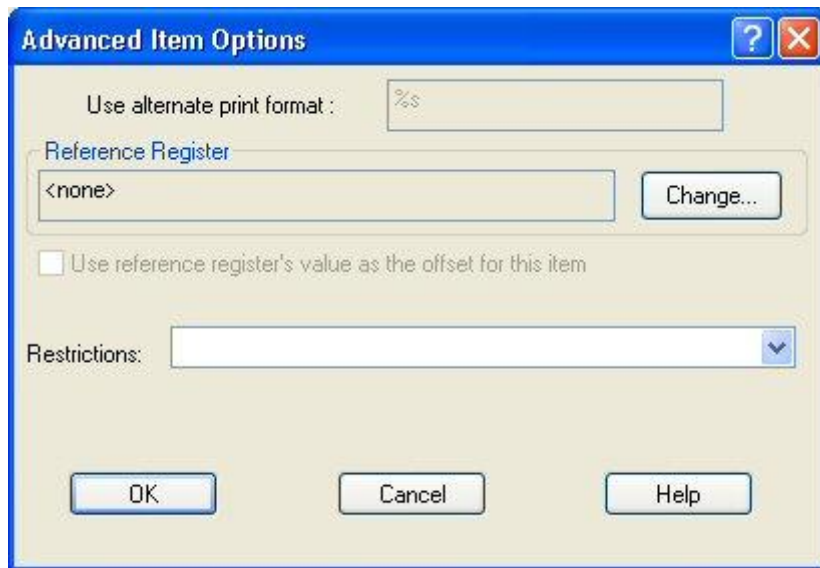 Advanced Item Options
Use alternate print format :
%s
Reference Register
<none>
Change...
Use reference register's value as the offset for this item
Restrictions:
OK
Cancel
Help